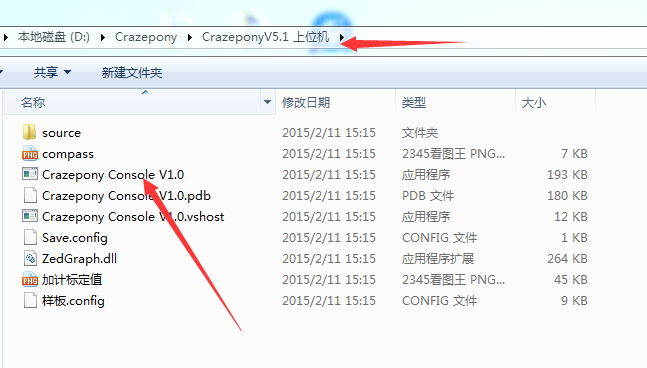 本地磁盘 (D:) Crazepony CrazeponyV5.1 上位机
共享 新建文件夹
名称 修改日期 类型 大小
source 2015/2/11 15:15 文件夹
compass 2015/2/11 15:15 2345看图王 PNG... 7 KB
Crazepony Console V1.0 2015/2/11 15:15 应用程序 193 KB
Crazepony Console V1.0.pdb 2015/2/11 15:15 PDB 文件 180 KB
Crazepony Console V1.0.vshost 2015/2/11 15:15 应用程序 12 KB
Save.config 2015/2/11 15:15 CONFIG 文件 1 KB
ZedGraph.dll 2015/2/11 15:15 应用程序扩展 264 KB
加计标定值 2015/2/11 15:15 2345看图王 PNG... 45 KB
样板.config 2015/2/11 15:15 CONFIG 文件 9 KB